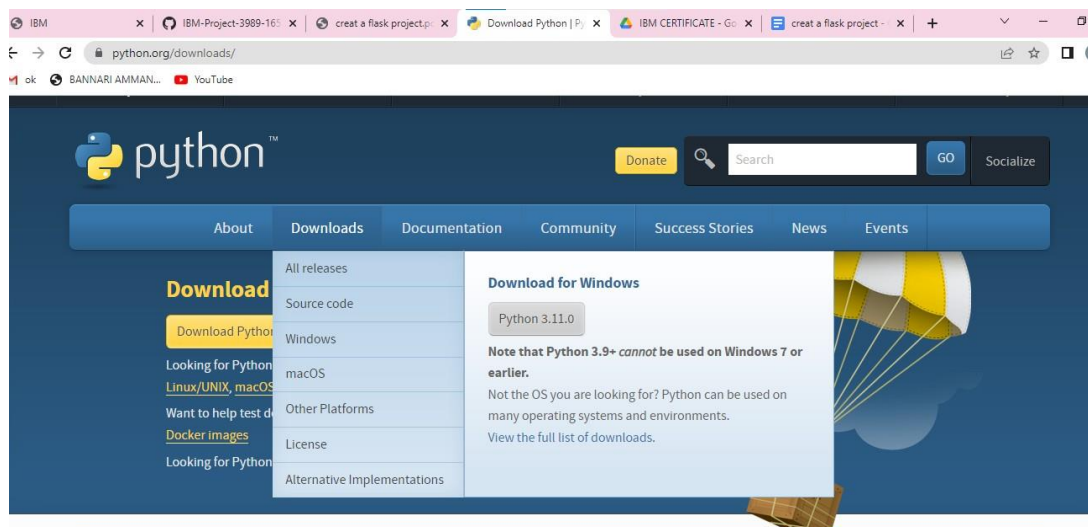 IBM
IBM-Project-3989-165
creat a flask project.pd
Download Python | Py
IBM CERTIFICATE - Go
creat a flask project -
python.org/downloads/
ok
BANNARI AMMAN...
YouTube
python™
Donate
Search
GO
Socialize
About
Downloads
Documentation
Community
Success Stories
News
Events
All releases
Source code
Windows
macOS
Other Platforms
License
Alternative Implementations
Download for Windows
Python 3.11.0
Note that Python 3.9+ cannot be used on Windows 7 or
earlier.
Not the OS you are looking for? Python can be used on
many operating systems and environments.
View the full list of downloads.
Download
Download Python
Looking for Python
Linux/UNIX, macOS
Want to help test
Docker images
Looking for Python